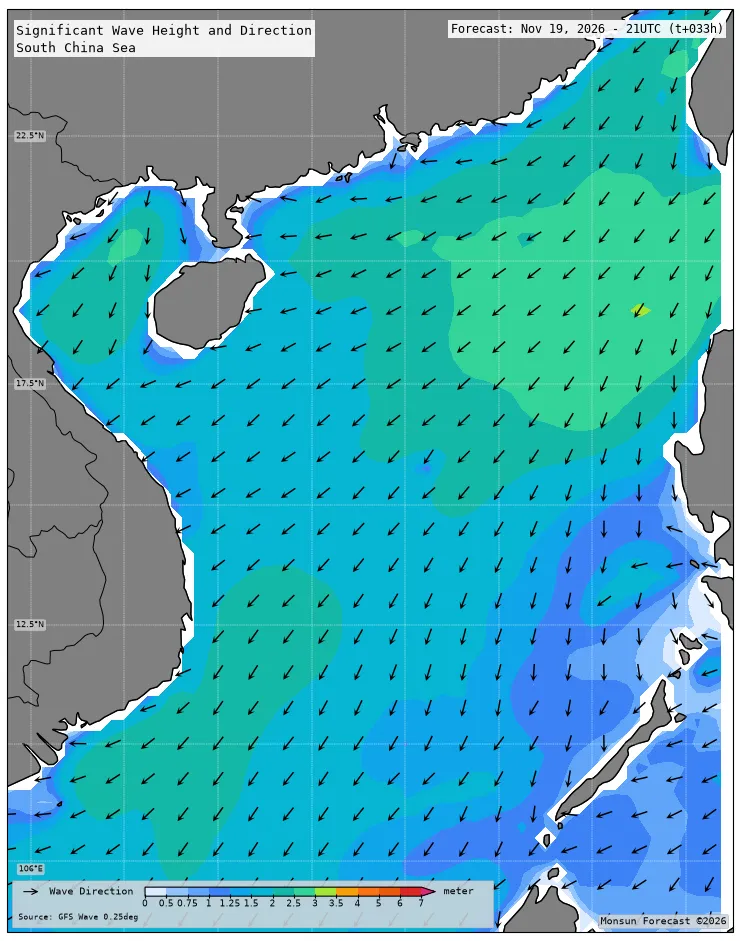 Significant Wave Height and Direction
South China Sea
Forecast: Nov 19, 2026 - 21UTC (t+033h)
22.5°N
17.5°N
12.5°N
106°E
Wave Direction
0 0.5 0.75 1 1.25 1.5 2 2.5 3 3.5 4 5 6 7
meter
Source: GFS Wave 0.25deg
Monsun Forecast ©2026